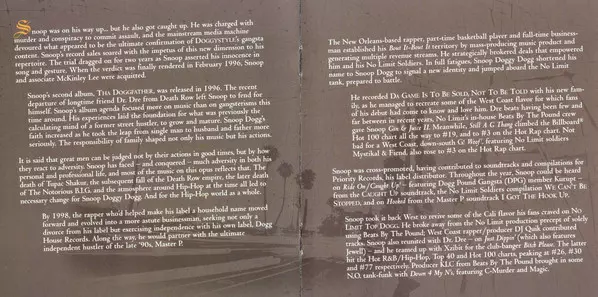 Snoop was on his way up... but he also got caught up. He was charged with
murder and conspiracy to commit assault, and the mainstream media machine
devoured what appeared to be the ultimate confirmation of DOGGYSTYLE's gangsta
content. Snoop's record sales soared with the impetus of this new dimension to his
repertoire. The trial dragged on for two years as Snoop asserted his innocence in
song and gesture. When the verdict was finally rendered in February 1996, Snoop
and associate McKinley Lee were acquitted.
Snoop's second album, THA DOGGFATHER, was released in 1996. The recent
departure of longtime friend Dr. Dre from Death Row left Snoop to fend for
himself. Snoop's album agenda focused more on music than on gangsterisms this
time around. His experiences laid the foundation for what was previously the
calculating mind of a former street hustler, to grow and mature. Snoop Dogg's
faith increased as he took the leap from single man to husband and father more
seriously. The responsibility of family shaped not only his music but his actions.
It is said that great men can be judged not by their actions in good times, but by how
they react to adversity. Snoop has faced – and conquered – much adversity in both his
personal and professional life, and most of the music on this opus reflects that. The
death of Tupac Shakur, the subsequent fall of the Death Row empire, the later death
of The Notorious B.I.G. and the atmosphere around Hip-Hop at the time all led to
necessary change for Snoop Doggy Dogg. And for the Hip-Hop world as a whole.
By 1998, the rapper who'd helped make his label a household name moved
forward and evolved into a more astute businessman, seeking not only a
divorce from his label but exercising independence with his own label, Dogg
House Records. Along the way, he would partner with the ultimate
independent hustler of the late '90s, Master P.
The New Orleans-based rapper, part-time basketball player and full-time business-
man established his Bout It-Bout It territory by mass-producing music product and
generating multiple revenue streams. He strategically brokered deals that empowered
him and his No Limit Soldiers. In full fatigues, Snoop Doggy Dogg shortened his
name to Snoop Dogg to signal a new identity and jumped aboard the No Limit
tank, prepared to battle.
He recorded DA GAME IS TO BE SOLD, NOT TO BE TOLD with his new fam-
ily, as he managed to recreate some of the West Coast flavor for which fans
of his debut had come to know and love him. Dre beats having been few and
far between in recent years, No Limit's in-house Beats By The Pound crew
gave Snoop Gin & Juice II. Meanwhile, Still A G Thang climbed the Billboard®
Hot 100 chart all the way to #19, and to #3 on the Hot Rap chart. Not
bad for a West Coast, down-south G! Woof!, featuring No Limit soldiers
Mystikal & Fiend, also rose to #3 on the Hot Rap chart.
Snoop was cross-promoted, having contributed to soundtracks and compilations for
Priority Records, his label distributor. Throughout the year, Snoop could be heard
on Ride On/Caught Up – featuring Dogg Pound Gangsta (DPG) member Kurupt –
from the CAUGHT UP soundtrack, the No Limit Soldiers compilation WE CAN'T BE
STOPPED, and on Hooked from the Master P soundtrack I GOT THE HOOK UP.
Snoop took it back West to revive some of the Cali flavor his fans craved on NO
LIMIT TOP DOGG. He broke away from the No Limit production precept of solely
using Beats By The Pound; West Coast rapper/producer DJ Quik contributed
tracks. Snoop also reunited with Dr. Dre – on Just Dippin' (which also features
Jewell) – and he teamed up with Xzibit for the club-banger Bitch Please. The latter
hit the Hot R&B/Hip-Hop, Top 40 and Hot 100 charts, peaking at #26, #30
and #77 respectively. Producer KLC from Beats By The Pound brought in some
N.O. tank-funk with Down 4 My N's, featuring C-Murder and Magic.